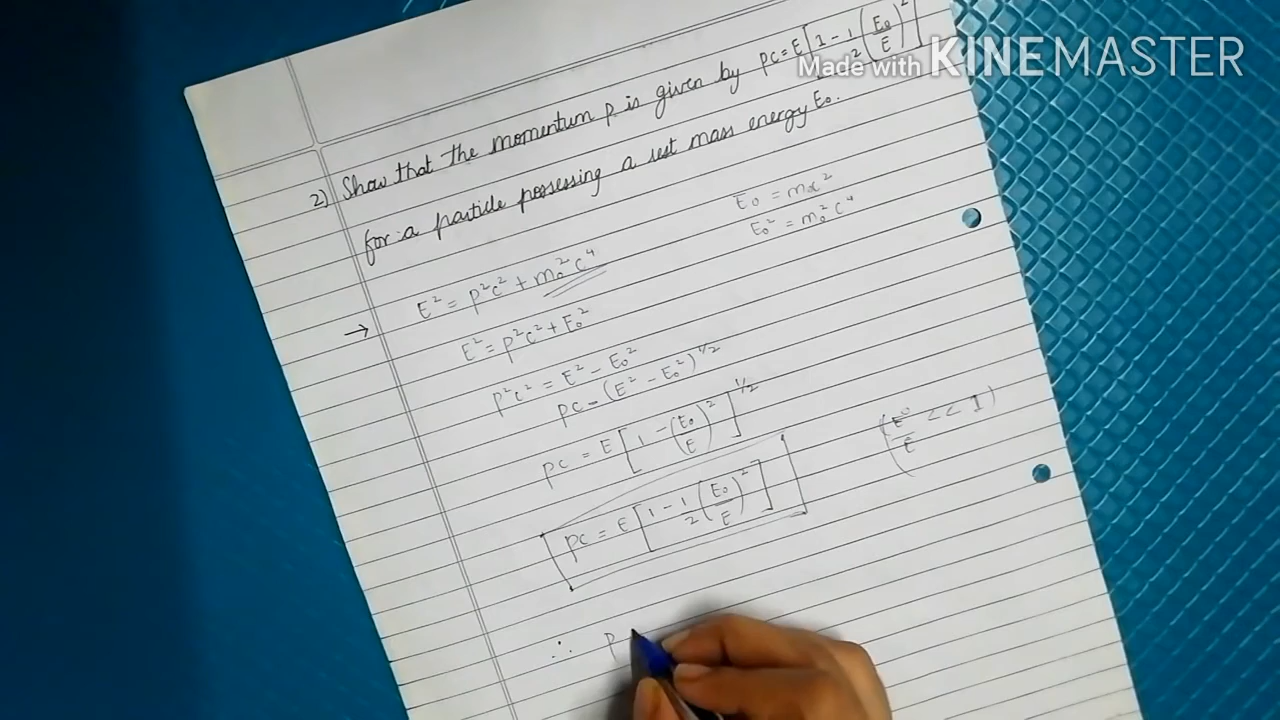 2) Show that the momentum p is given by pc = E[1 - 1/2 (E₀/E)²]
Made with KINEMASTER
for a particle possessing a rest mass energy E₀.
E₀ = m₀c²
E₀² = m₀²c⁴
→ E² = p²c² + m₀²c⁴
E² = p²c² + E₀²
p²c² = E² - E₀²
pc = (E² - E₀²)^1/2
pc = E[1 - (E₀/E)²]^1/2
(E₀/E << 1)
pc = E[1 - 1/2 (E₀/E)²]
∴ P